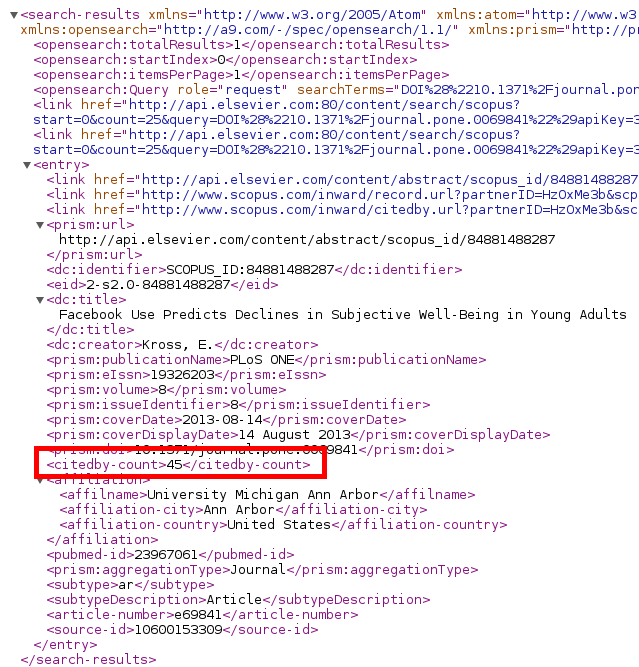 ▼<search-results xmlns="http://www.w3.org/2005/Atom" xmlns:atom="http://www.w3
xmlns:opensearch="http://a9.com/-/spec/opensearch/1.1/" xmlns:prism="http://pr
<opensearch:totalResults>1</opensearch:totalResults>
<opensearch:startIndex>0</opensearch:startIndex>
<opensearch:itemsPerPage>1</opensearch:itemsPerPage>
<opensearch:Query role="request" searchTerms="DOI%28%2210.1371%2Fjournal.pone
<link href="http://api.elsevier.com:80/content/search/scopus?
start=0&count=25&query=DOI%28%2210.1371%2Fjournal.pone.0069841%22%29&apiKey=3
<link href="http://api.elsevier.com:80/content/search/scopus?
start=0&count=25&query=DOI%28%2210.1371%2Fjournal.pone.0069841%22%29&apiKey=3
▼<entry>
<link href="http://api.elsevier.com/content/abstract/scopus_id/84881488287
<link href="http://www.scopus.com/inward/record.url?partnerID=HzOxMe3b&scp
<link href="http://www.scopus.com/inward/citedby.url?partnerID=HzOxMe3b&sc
▼<prism:url>
http://api.elsevier.com/content/abstract/scopus_id/84881488287
</prism:url>
<dc:identifier>SCOPUS_ID:84881488287</dc:identifier>
<eid>2-s2.0-84881488287</eid>
▼<dc:title>
Facebook Use Predicts Declines in Subjective Well-Being in Young Adults
</dc:title>
<dc:creator>Kross, E.</dc:creator>
<prism:publicationName>PLoS ONE</prism:publicationName>
<prism:eIssn>19326203</prism:eIssn>
<prism:volume>8</prism:volume>
<prism:issueIdentifier>8</prism:issueIdentifier>
<prism:coverDate>2013-08-14</prism:coverDate>
<prism:coverDisplayDate>14 August 2013</prism:coverDisplayDate>
<prism:doi>10.1371/journal.pone.0069841</prism:doi>
<citedby-count>45</citedby-count>
▼<affiliation>
<affilname>University Michigan Ann Arbor</affilname>
<affiliation-city>Ann Arbor</affiliation-city>
<affiliation-country>United States</affiliation-country>
</affiliation>
<pubmed-id>23967061</pubmed-id>
<prism:aggregationType>Journal</prism:aggregationType>
<subtype>ar</subtype>
<subtypeDescription>Article</subtypeDescription>
<article-number>e69841</article-number>
<source-id>10600153309</source-id>
</entry>
</search-results>